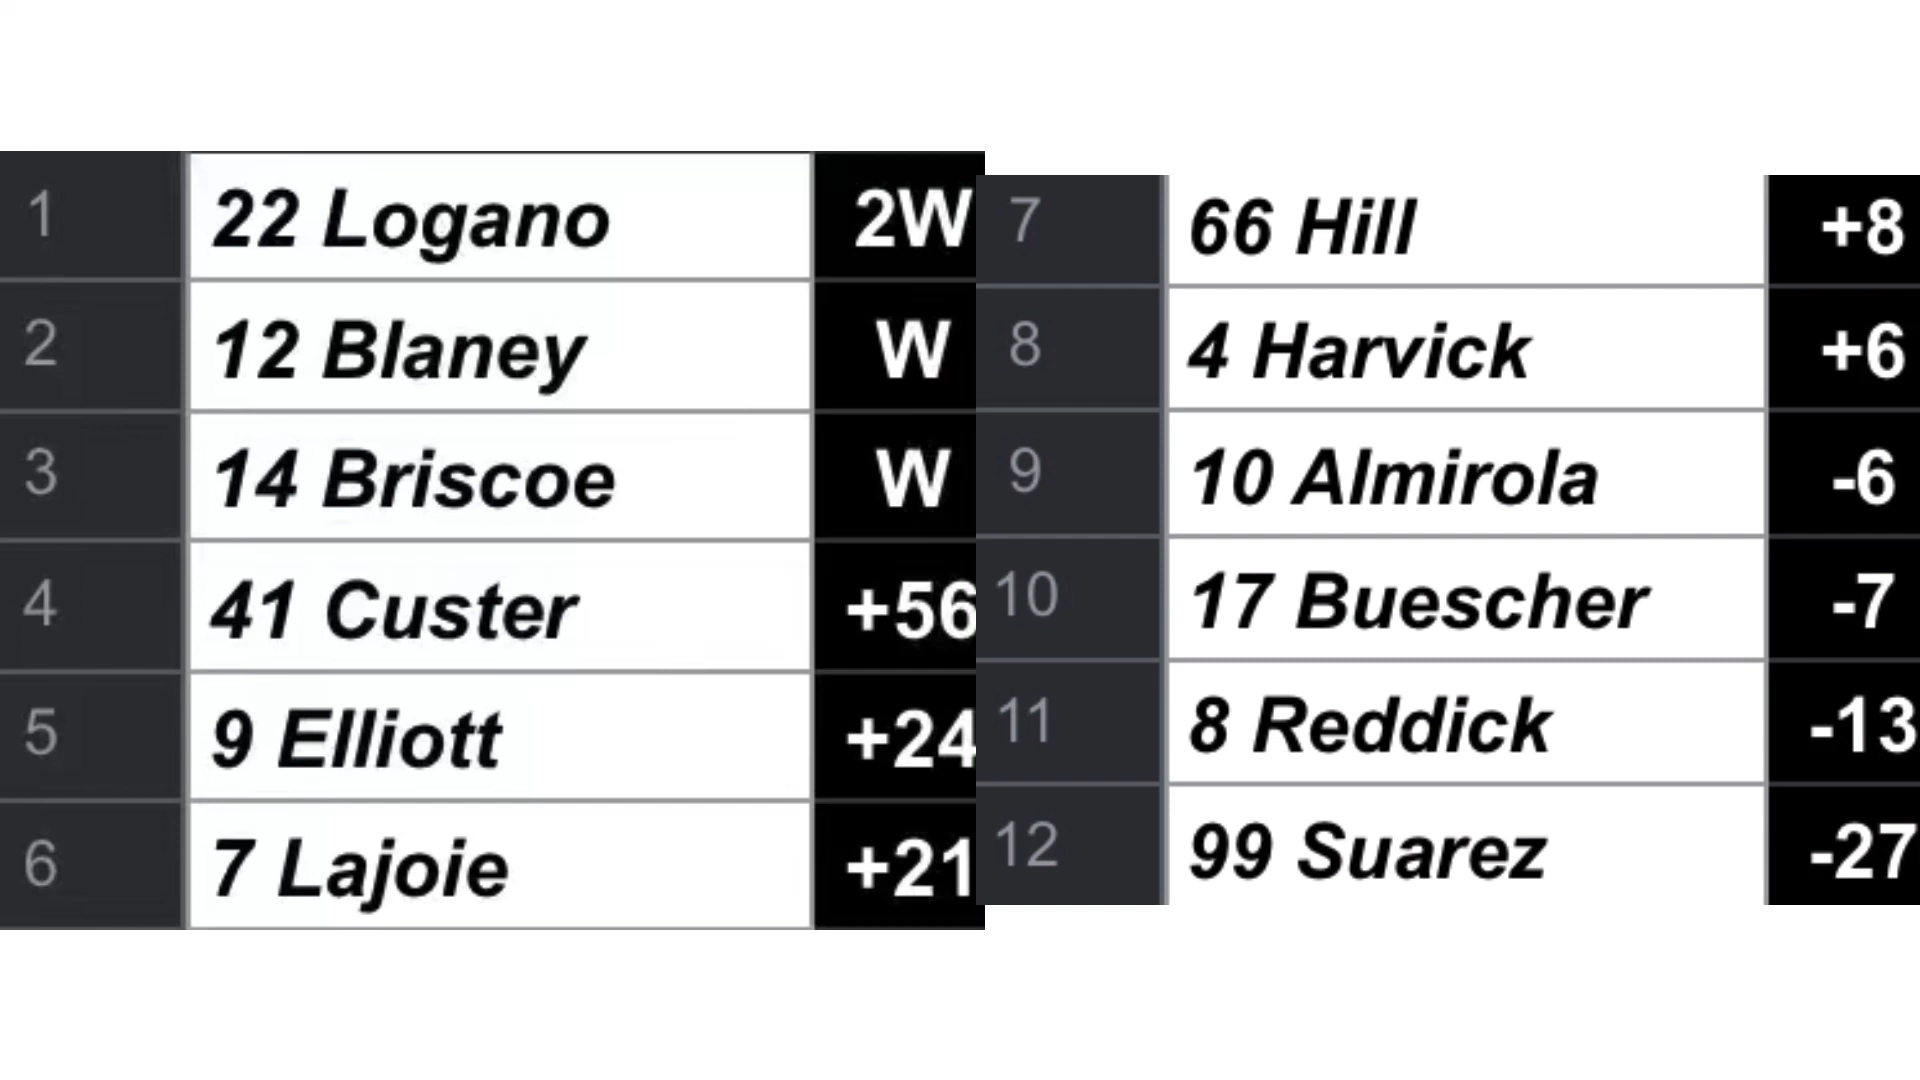 1 22 Logano 2W
2 12 Blaney W
3 14 Briscoe W
4 41 Custer +56
5 9 Elliott +24
6 7 Lajoie +21
7 66 Hill +8
8 4 Harvick +6
9 10 Almirola -6
10 17 Buescher -7
11 8 Reddick -13
12 99 Suarez -27